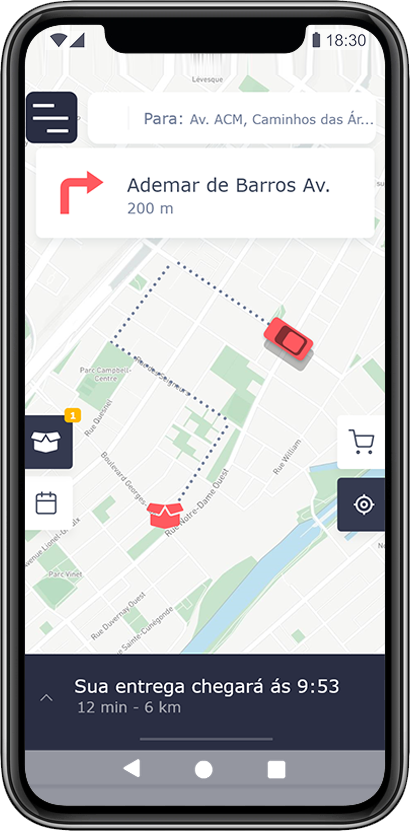 18:30
Lévesque
Para: Av. ACM, Caminhos das Ár...
Ademar de Barros Av.
200 m
Parc Campbell-
Centre
1
Rue Quesnel
Rue William
Boulevard Georges
Rue Notre-Dame Ouest
Avenue Lionel-Groulx
Parc Vinet
Rue Duvernay Ouest
Rue Sainte-Cunégonde
Sua entrega chegará ás 9:53
12 min - 6 km